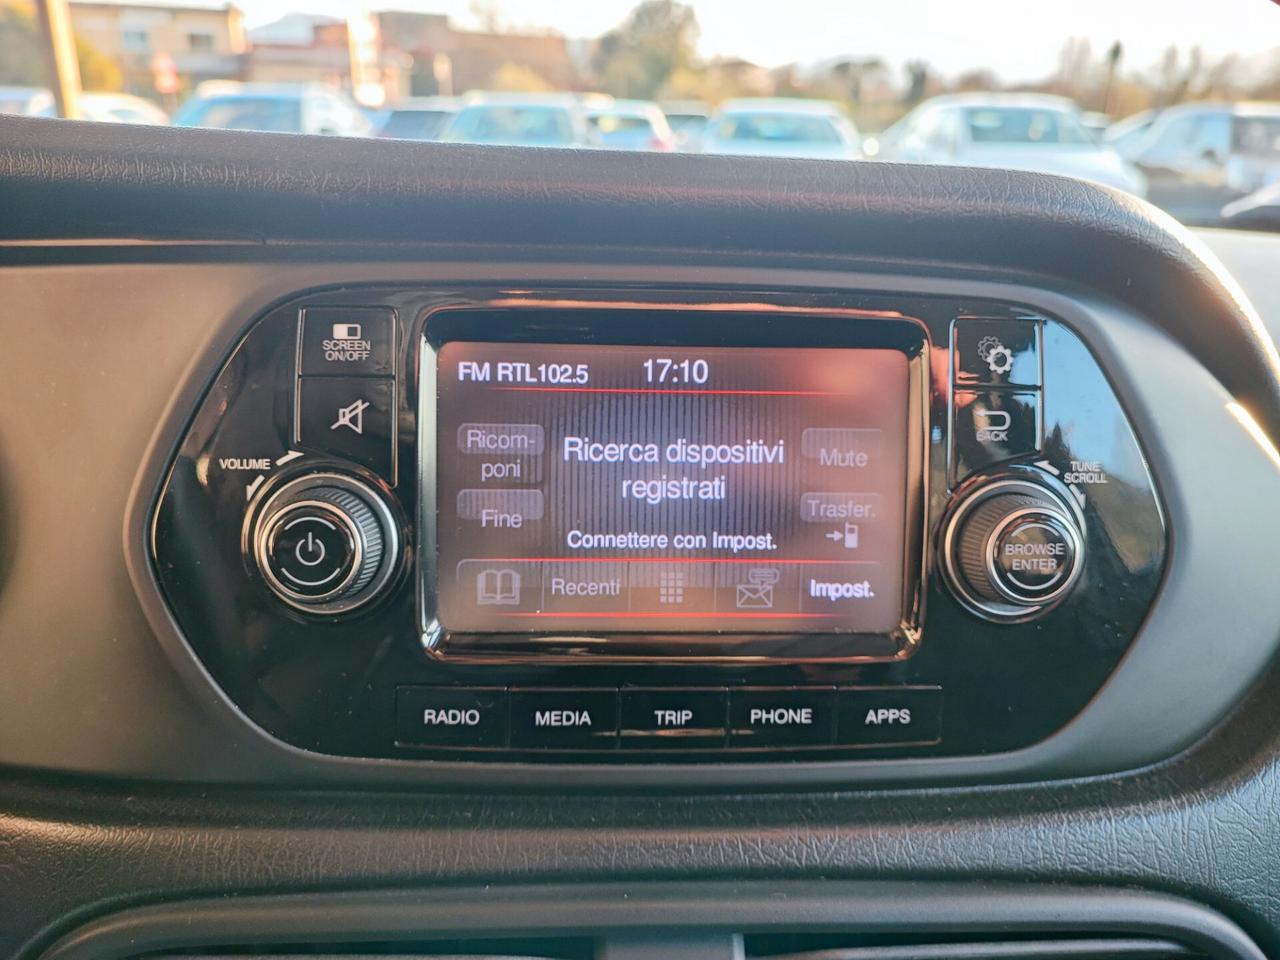 SCREEN
ON/OFF
VOLUME
FM RTL102.5 17:10
Ricom-
poni
Ricerca dispositivi
registrati
Mute
Fine
Trasfer.
Connettere con Impost.
Recenti
Impost.
BACK
TUNE
SCROLL
BROWSE
ENTER
RADIO MEDIA TRIP PHONE APPS